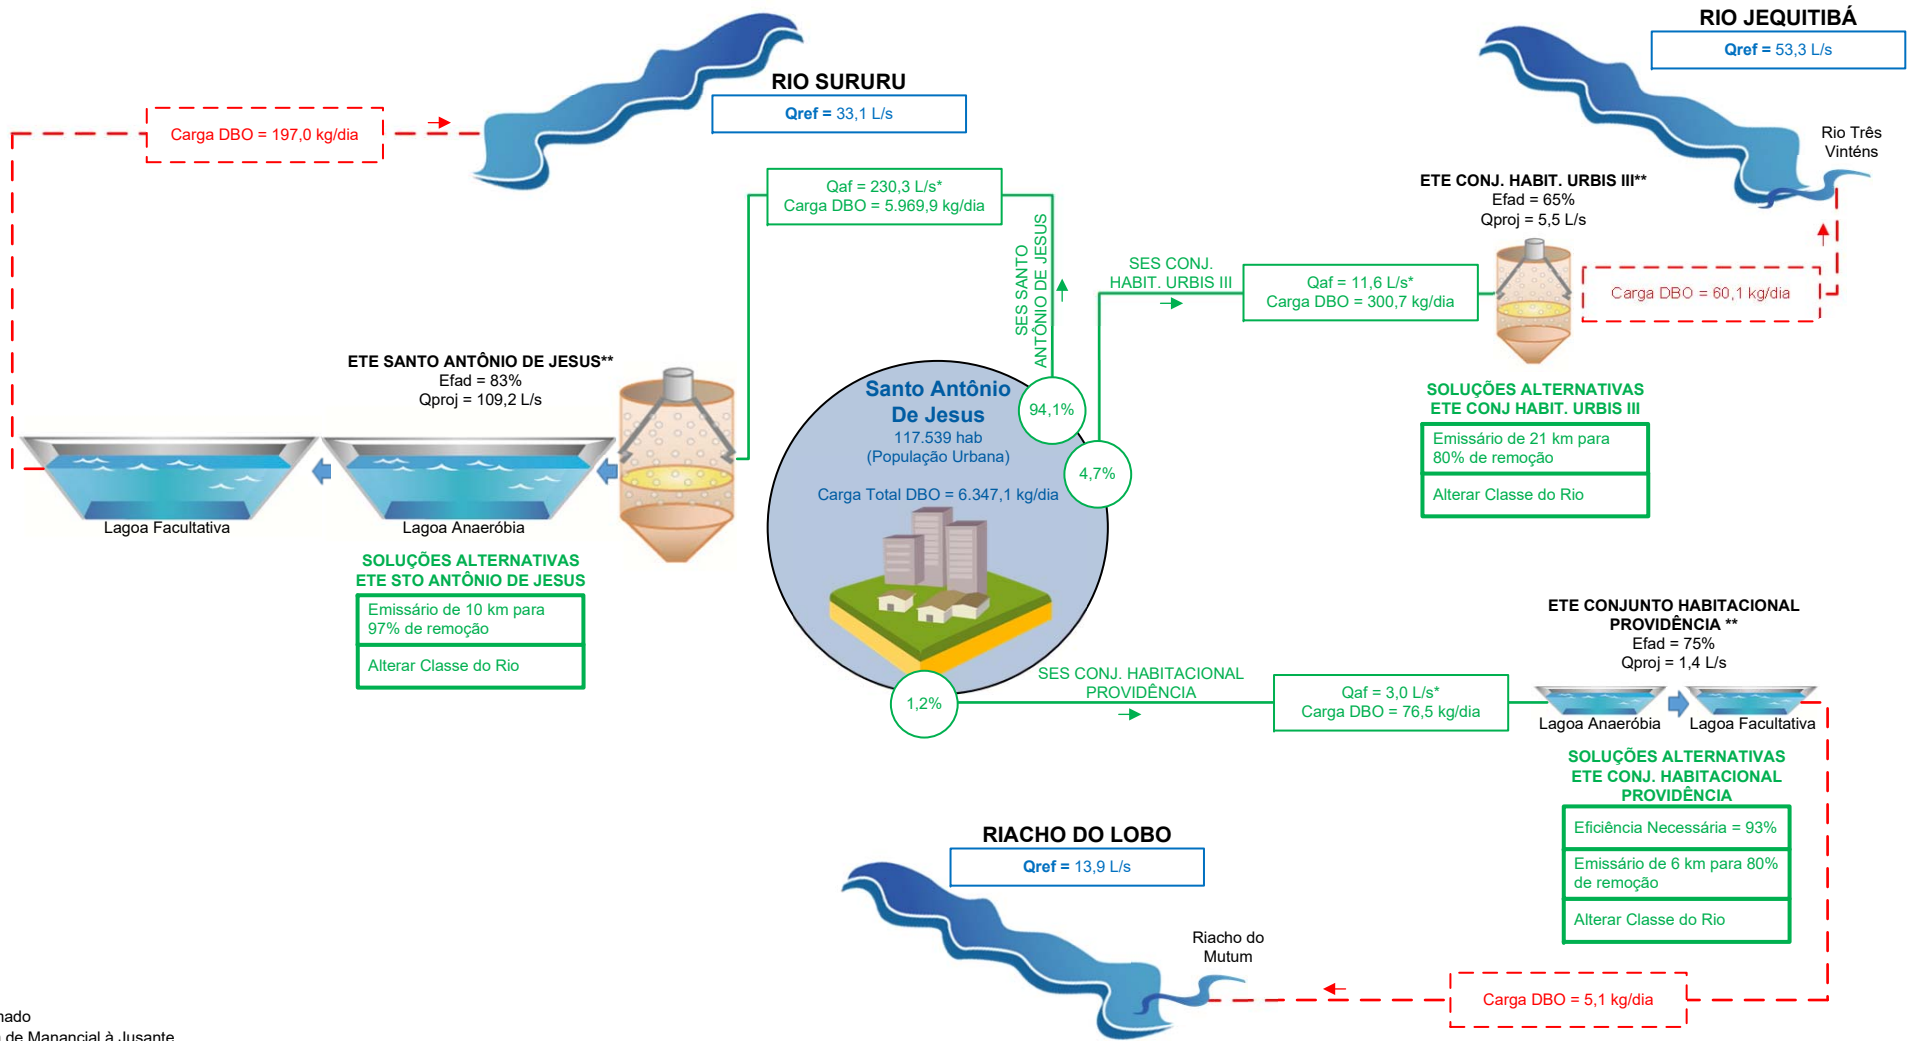 RIO JEQUITIBÁ
Qref = 53,3 L/s
Rio Três
Vinténs
RIO SURURU
Qref = 33,1 L/s
Carga DBO = 197,0 kg/dia
Qaf = 230,3 L/s*
Carga DBO = 5.969,9 kg/dia
SES SANTO
ANTÔNIO DE JESUS
ETE CONJ. HABIT. URBIS III**
Efad = 65%
Qproj = 5,5 L/s
SES CONJ.
HABIT. URBIS III
Qaf = 11,6 L/s*
Carga DBO = 300,7 kg/dia
Carga DBO = 60,1 kg/dia
ETE SANTO ANTÔNIO DE JESUS**
Efad = 83%
Qproj = 109,2 L/s
Lagoa Facultativa
Lagoa Anaeróbia
Santo Antônio
De Jesus
117.539 hab
(População Urbana)
Carga Total DBO = 6.347,1 kg/dia
94,1%
4,7%
1,2%
SOLUÇÕES ALTERNATIVAS
ETE CONJ HABIT. URBIS III
Emissário de 21 km para
80% de remoção
Alterar Classe do Rio
SOLUÇÕES ALTERNATIVAS
ETE STO ANTÔNIO DE JESUS
Emissário de 10 km para
97% de remoção
Alterar Classe do Rio
ETE CONJUNTO HABITACIONAL
PROVIDÊNCIA **
Efad = 75%
Qproj = 1,4 L/s
SES CONJ. HABITACIONAL
PROVIDÊNCIA
Qaf = 3,0 L/s*
Carga DBO = 76,5 kg/dia
Lagoa Anaeróbia
Lagoa Facultativa
SOLUÇÕES ALTERNATIVAS
ETE CONJ. HABITACIONAL
PROVIDÊNCIA
Eficiência Necessária = 93%
Emissário de 6 km para 80%
de remoção
Alterar Classe do Rio
RIACHO DO LOBO
Qref = 13,9 L/s
Riacho do
Mutum
Carga DBO = 5,1 kg/dia
de Manancial à Jusante